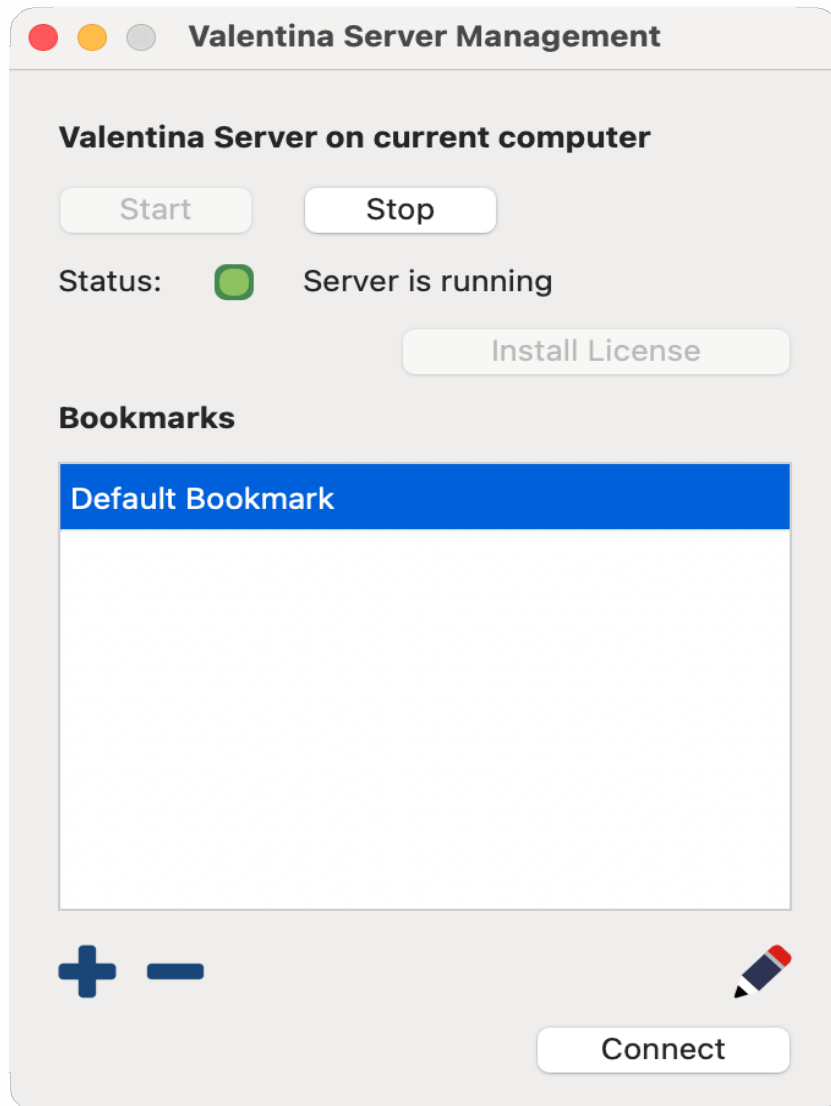 Valentina Server Management
Valentina Server on current computer
Start Stop
Status: Server is running
Install License
Bookmarks
Default Bookmark
Connect